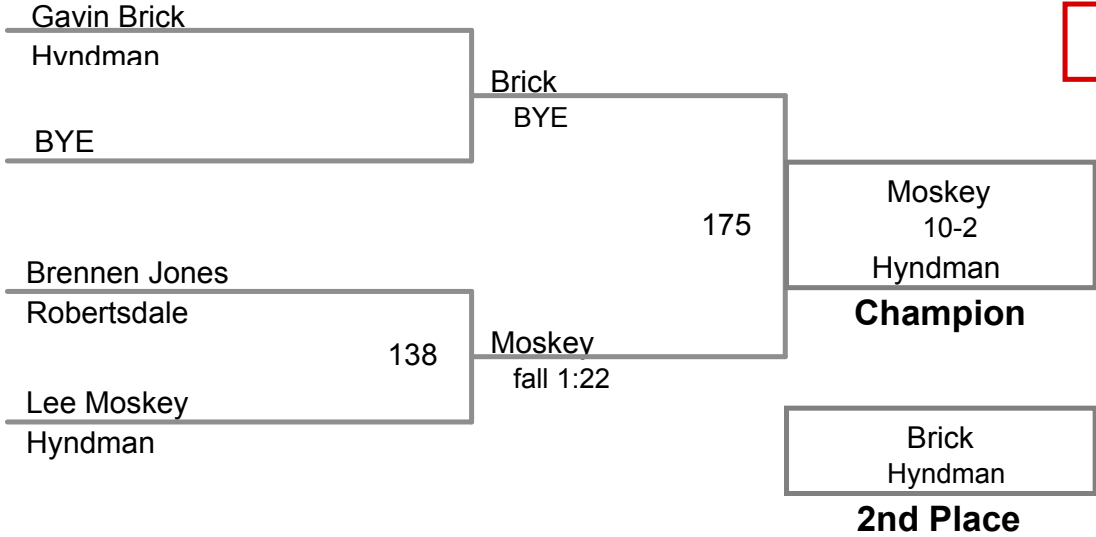 Gavin Brick
Hyndman
Brick
BYE
BYE
Moskey
10-2
Hyndman
Champion
175
Brennen Jones
Robertsdale
138
Moskey
fall 1:22
Lee Moskey
Hyndman
Brick
Hyndman
2nd Place